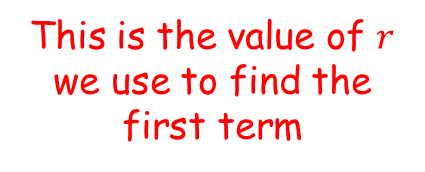 This is the value of r
we use to find the
first term